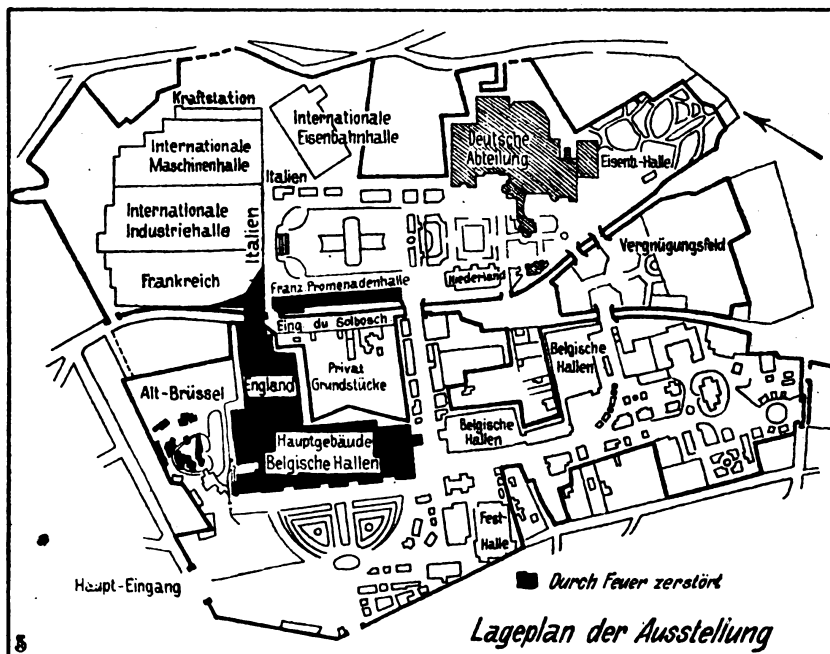 Kraftstation
Internationale
Eisenbahnhalle
Deutsche
Abteilung
Internationale
Maschinenhalle
Eisenb.-Halle
Italien
Internationale
Industriehalle
Italien
Vergnügungsfeld
Frankreich
Niederland
Franz. Promenadenhalle
Eing. du Solbosch
Belgische
Hallen
Privat
Grundstücke
Alt-Brüssel
England
Belgische
Hallen
Hauptgebäude
Belgische Hallen
Fest-
Halle
Haupt-Eingang
Durch Feuer zerstört
Lageplan der Ausstellung